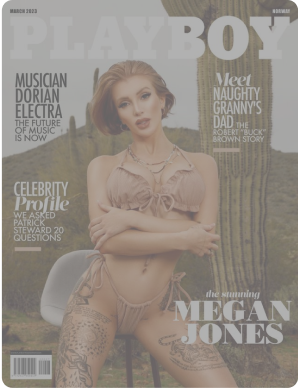 MARCH 2023
NORWAY
PLAYBOY
MUSICIAN
DORIAN
ELECTRA
THE FUTURE
OF MUSIC
IS NOW
Meet
NAUGHTY
GRANNY'S
DAD THE
ROBERT "BUCK"
BROWN STORY
CELEBRITY
Profile
WE ASKED
PATRICK
STEWARD 20
QUESTIONS
the stunning
MEGAN
JONES